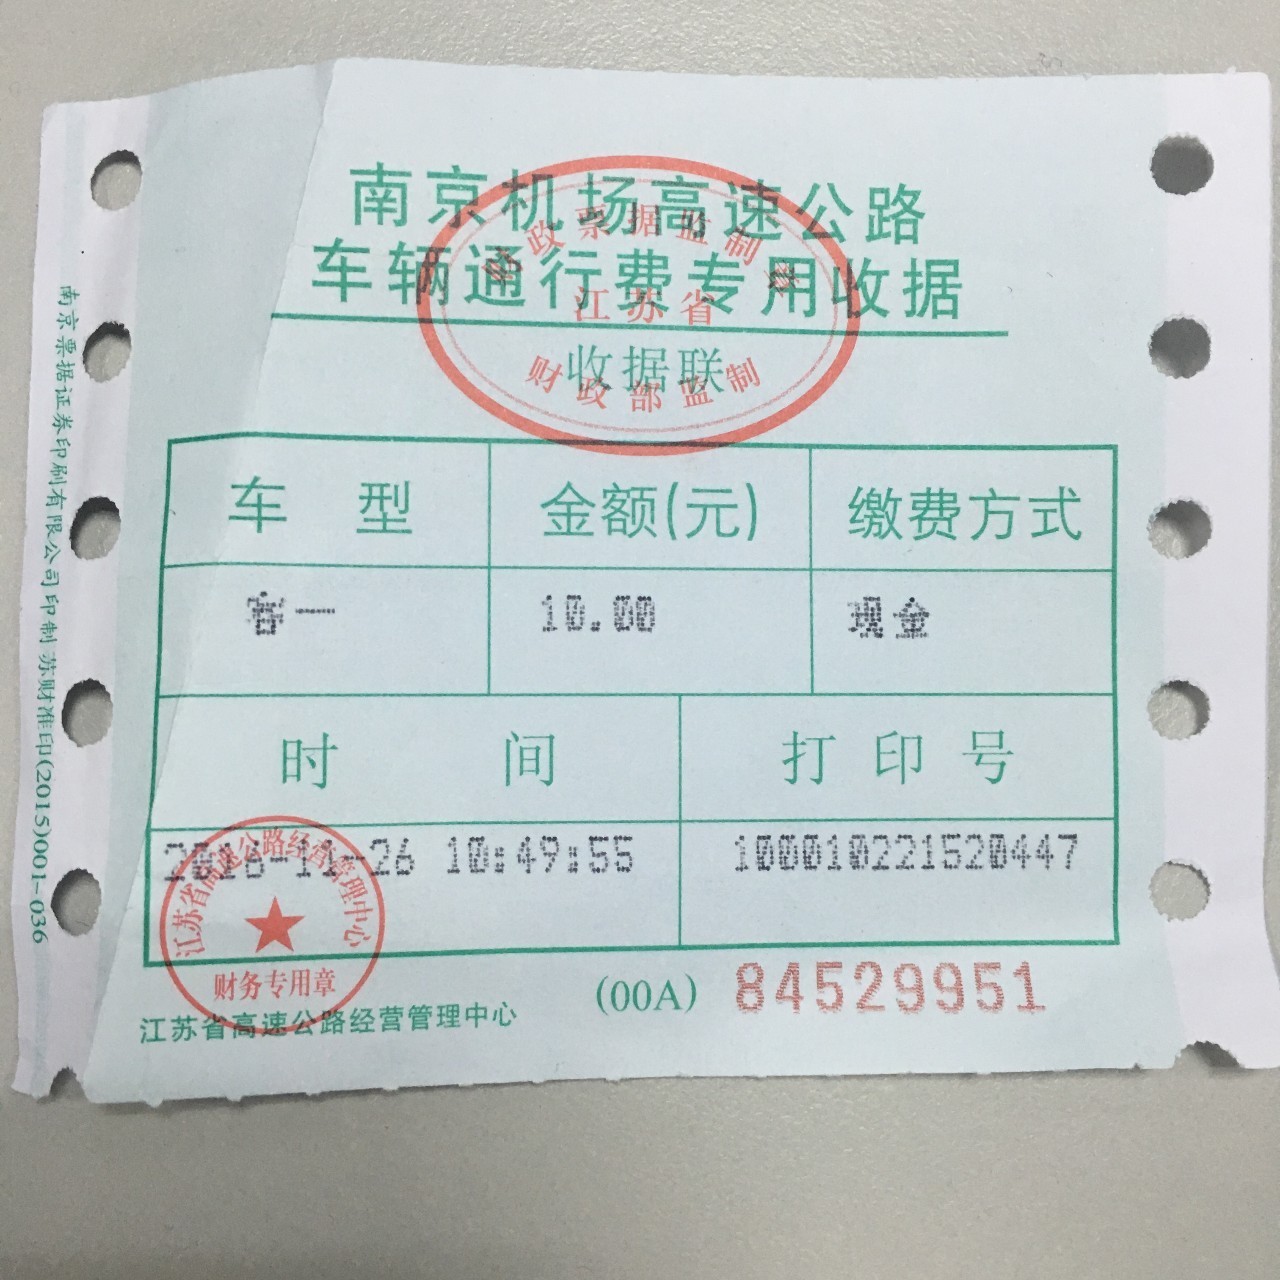 南京机场高速公路
车辆通行费专用收据
收据联
财政票据监制章
江苏省
财政部监制
车 型 金额(元) 缴费方式
客一 10.00 现金
时 间 打印号
2016-11-26 10:49:55 100010221520447
江苏省高速公路经营管理中心
财务专用章
江苏省高速公路经营管理中心 (00A) 84529951
南京票据证券印刷有限公司印制 苏财准印(2015)001-036